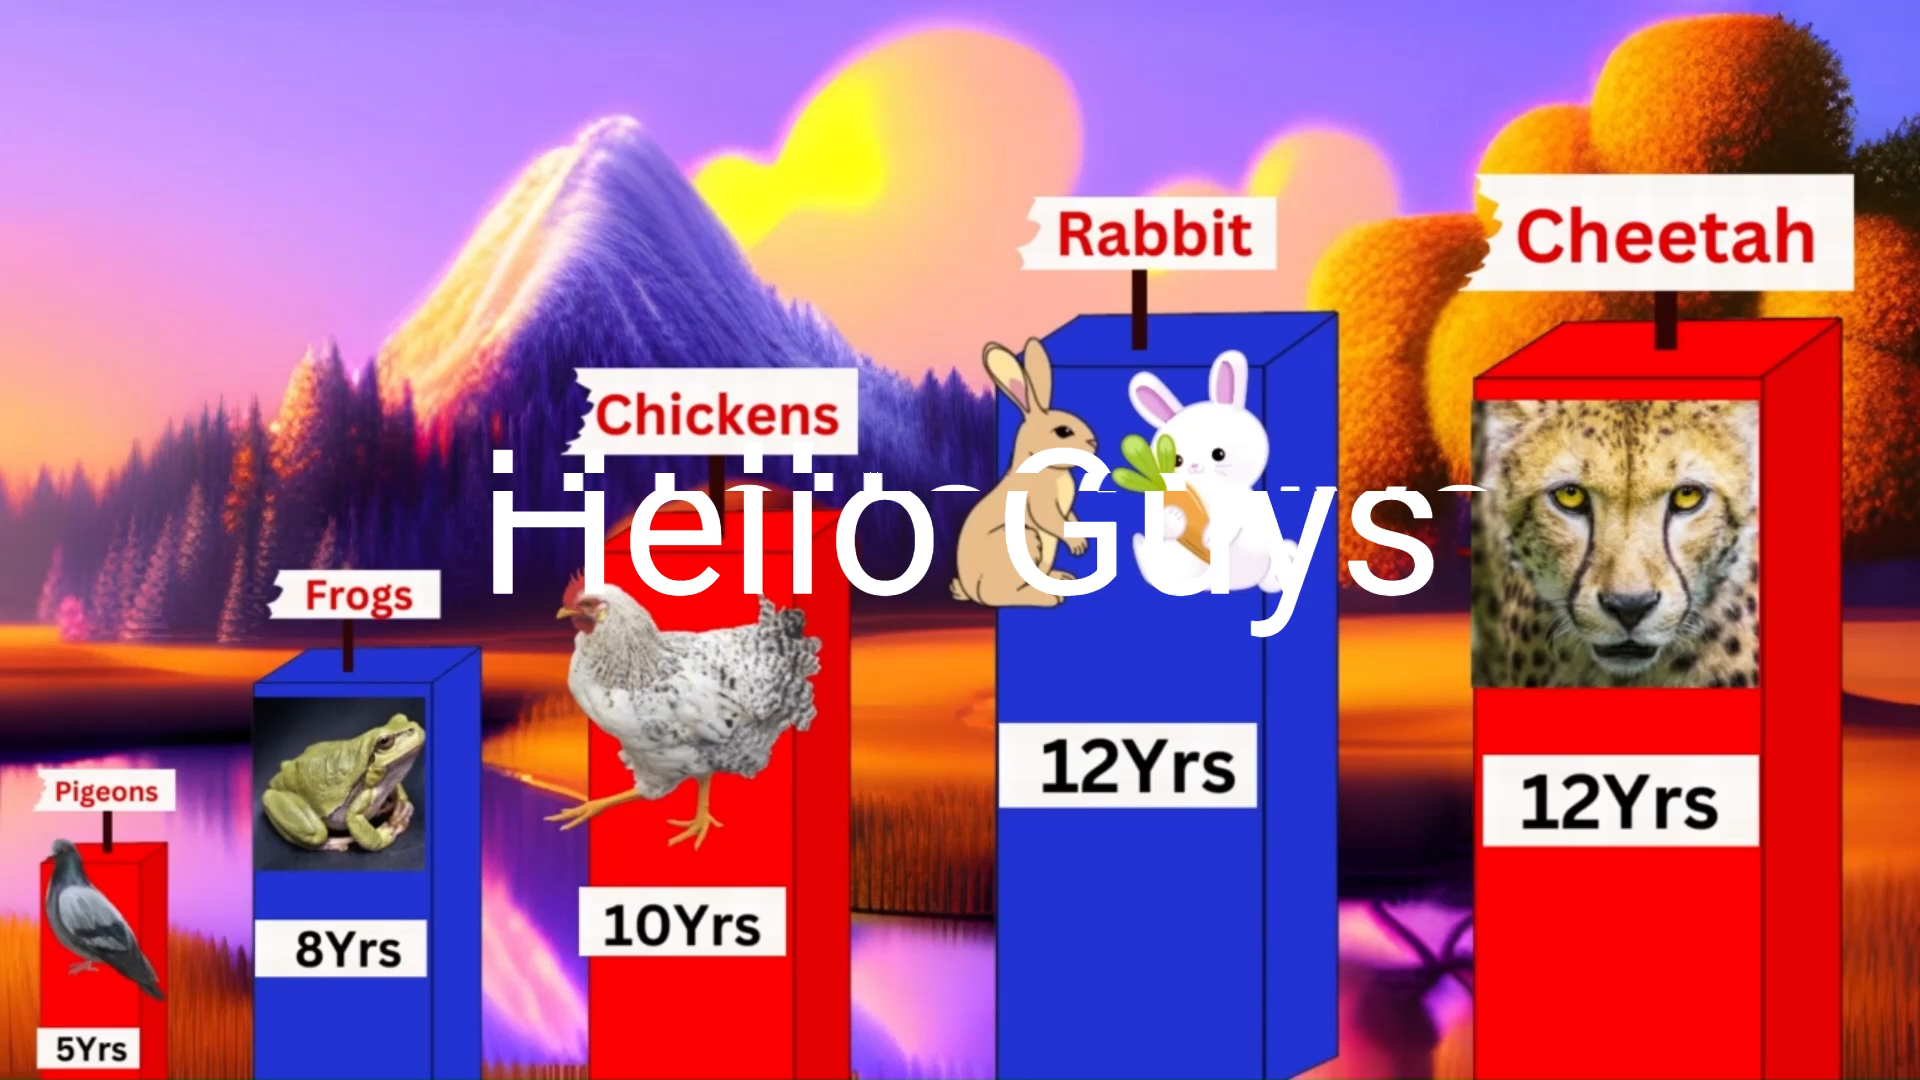 Cheetah
Rabbit
Chickens
Hello Guys
Frogs
Pigeons
12Yrs
12Yrs
10Yrs
8Yrs
5Yrs